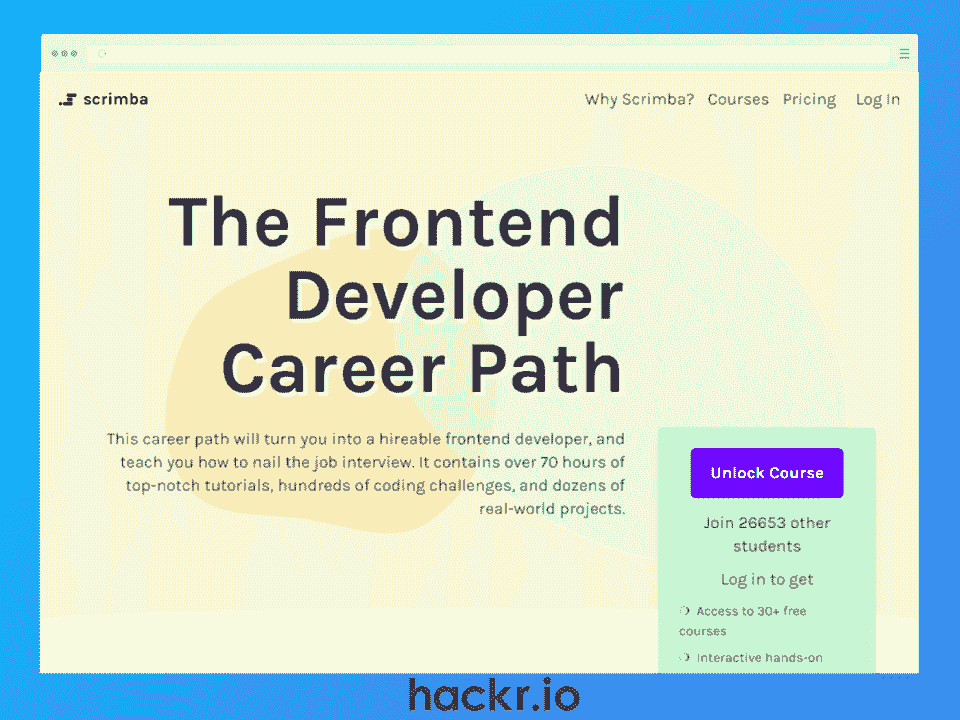 scrimba
Why Scrimba? Courses Pricing Log In
The Frontend
Developer
Career Path
This career path will turn you into a hireable frontend developer, and
teach you how to nail the job interview. It contains over 70 hours of
top-notch tutorials, hundreds of coding challenges, and dozens of
real-world projects.
Unlock Course
Join 26653 other
students
Log in to get
Access to 30+ free
courses
Interactive hands-on
hackr.io